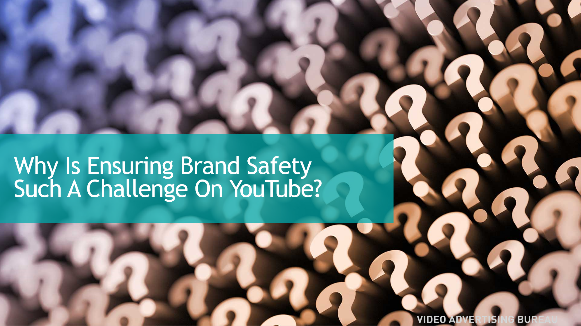 Why Is Ensuring Brand Safety
Such A Challenge On YouTube?
VIDEO ADVERTISING BUREAU